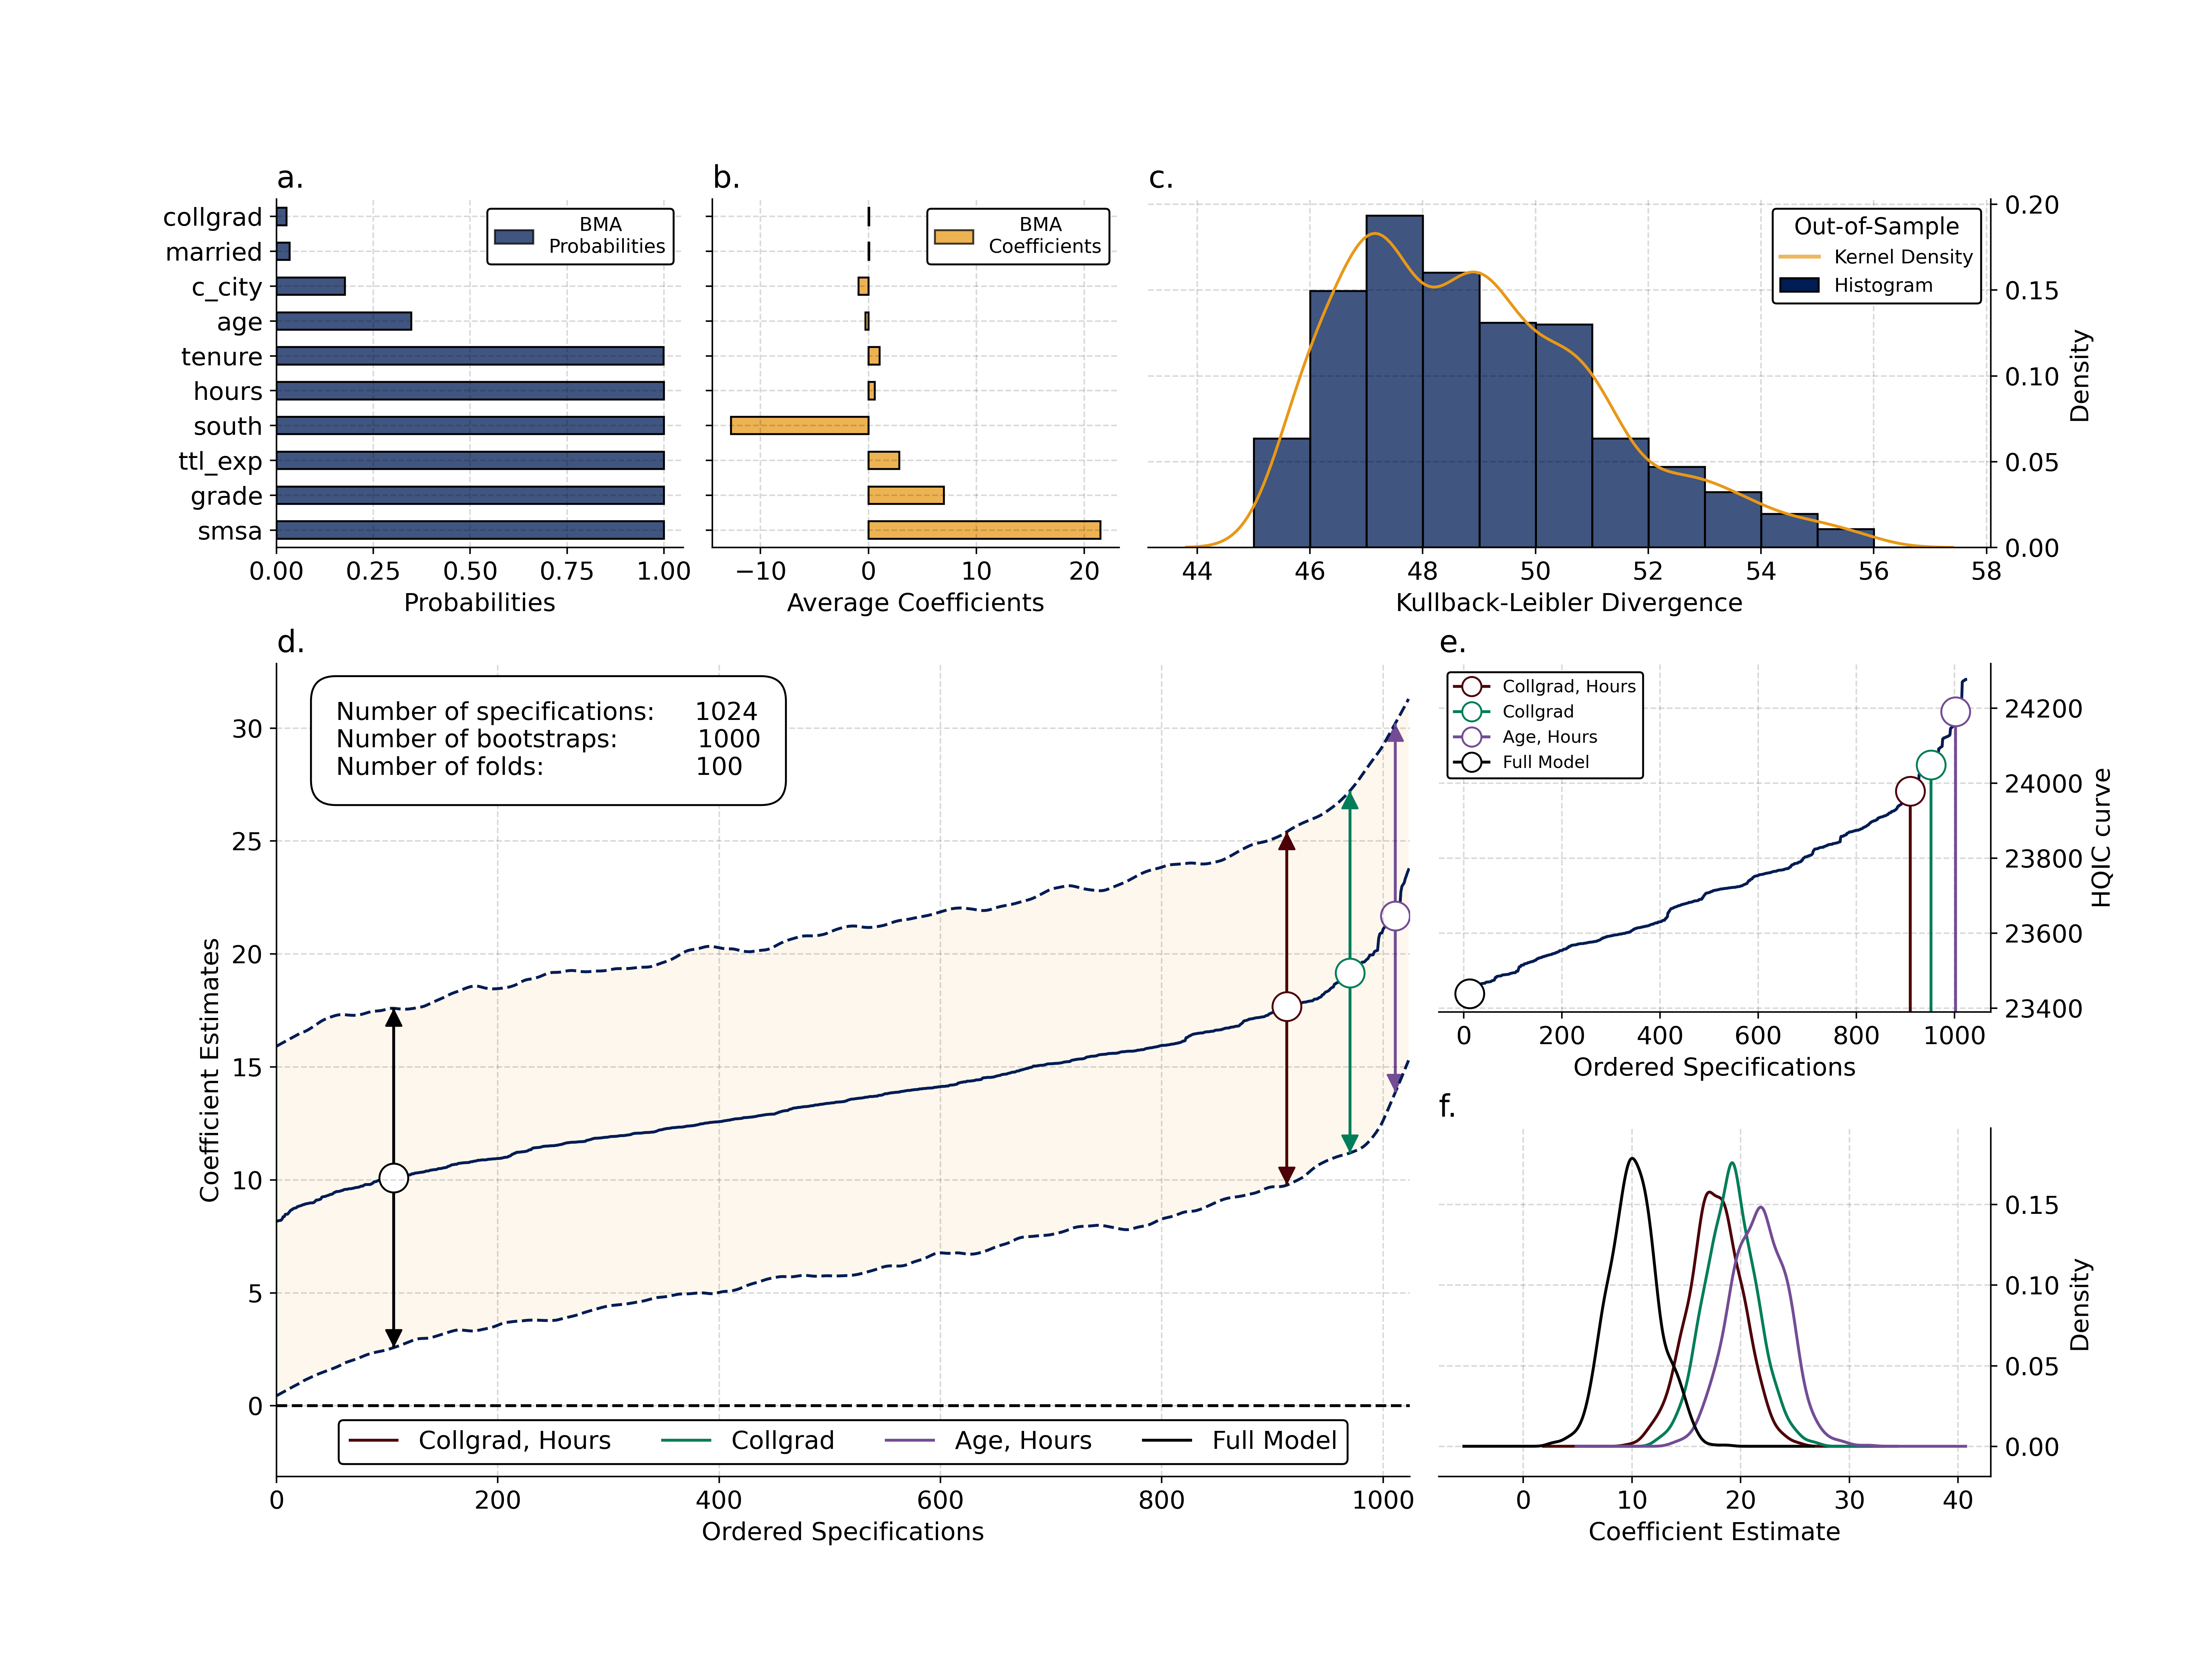 a.
collgrad
married
c_city
age
tenure
hours
south
ttl_exp
grade
smsa
BMA
Probabilities
0.00 0.25 0.50 0.75 1.00
Probabilities
b.
BMA
Coefficients
−10 0 10 20
Average Coefficients
c.
Out-of-Sample
Kernel Density
Histogram
0.20
0.15
0.10
0.05
0.00
Density
44 46 48 50 52 54 56 58
Kullback-Leibler Divergence
d.
Number of specifications: 1024
Number of bootstraps: 1000
Number of folds: 100
30
25
20
15
10
5
0
Coefficient Estimates
Collgrad, Hours Collgrad Age, Hours Full Model
0 200 400 600 800 1000
Ordered Specifications
e.
Collgrad, Hours
Collgrad
Age, Hours
Full Model
24200
24000
23800
23600
23400
HQIC curve
0 200 400 600 800 1000
Ordered Specifications
f.
0.15
0.10
0.05
0.00
Density
0 10 20 30 40
Coefficient Estimate